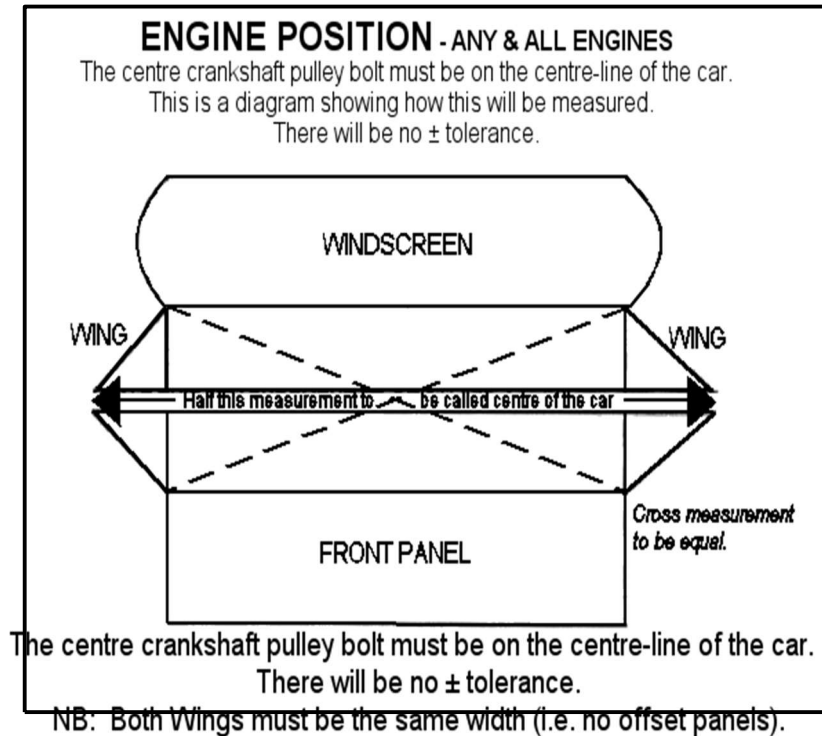 ENGINE POSITION - ANY & ALL ENGINES
The centre crankshaft pulley bolt must be on the centre-line of the car.
This is a diagram showing how this will be measured.
There will be no ± tolerance.
WINDSCREEN
WING
WING
Half this measurement to be called centre of the car
Cross measurement
to be equal.
FRONT PANEL
The centre crankshaft pulley bolt must be on the centre-line of the car.
There will be no ± tolerance.
NB: Both Wings must be the same width (i.e. no offset panels).